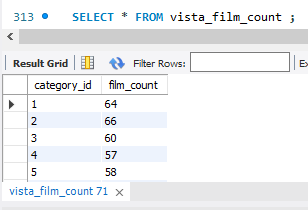 313 SELECT * FROM vista_film_count ;
Result Grid Filter Rows: Ex
category_id film_count
1 64
2 66
3 60
4 57
5 58
vista_film_count 71 ×